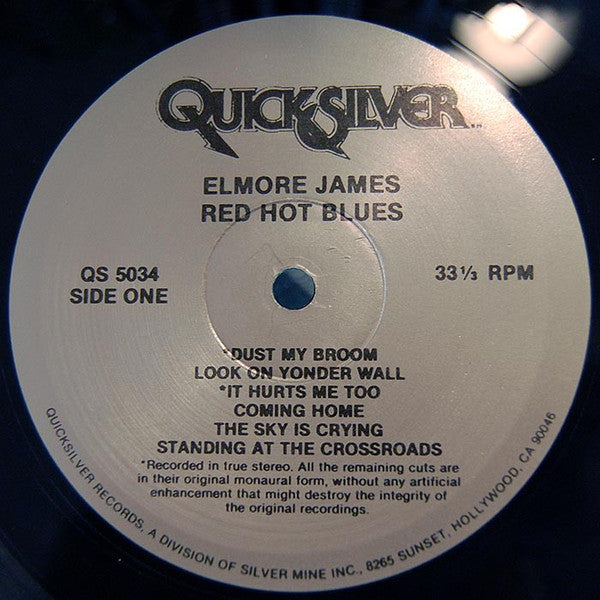 QUICKSILVER™
ELMORE JAMES
RED HOT BLUES
QS 5034
SIDE ONE
33 1/3 RPM
*DUST MY BROOM
LOOK ON YONDER WALL
*IT HURTS ME TOO
COMING HOME
THE SKY IS CRYING
STANDING AT THE CROSSROADS
*Recorded in true stereo. All the remaining cuts are
in their original monaural form, without any artificial
enhancement that might destroy the integrity of
the original recordings.
QUICKSILVER RECORDS, A DIVISION OF SILVER MINE INC., 8265 SUNSET, HOLLYWOOD, CA 90046